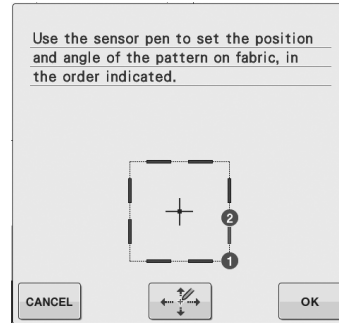 Use the sensor pen to set the position
and angle of the pattern on fabric, in
the order indicated.
2
1
CANCEL
OK